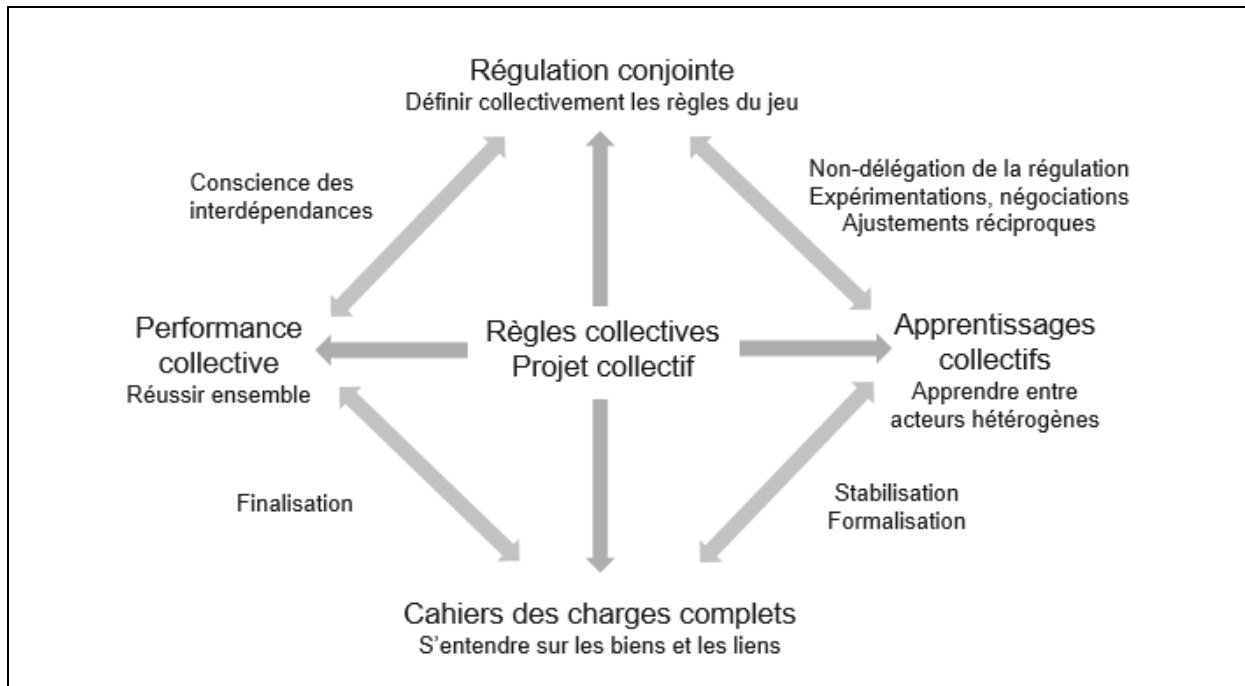 Régulation conjointe
Définir collectivement les règles du jeu
Conscience des
interdépendances
Non-délégation de la régulation
Expérimentations, négociations
Ajustements réciproques
Performance
collective
Réussir ensemble
Règles collectives
Projet collectif
Apprentissages
collectifs
Apprendre entre
acteurs hétérogènes
Finalisation
Stabilisation
Formalisation
Cahiers des charges complets
S'entendre sur les biens et les liens